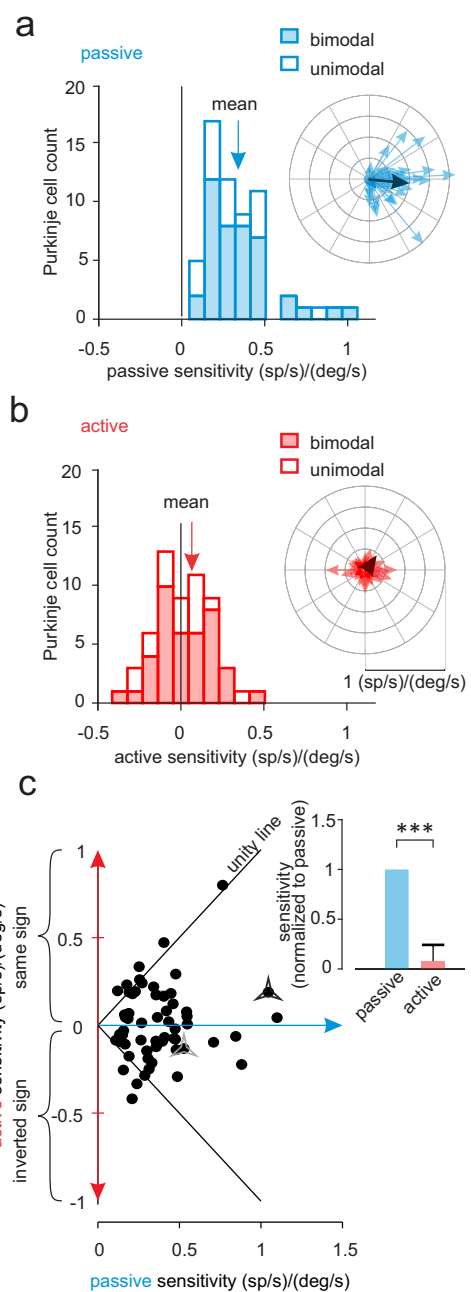 a
passive
bimodal
unimodal
mean
20
15
10
5
0
Purkinje cell count
-0.5
0
0.5
1
passive sensitivity (sp/s)/(deg/s)
b
active
bimodal
unimodal
mean
20
15
10
5
0
Purkinje cell count
-0.5
0
0.5
1
active sensitivity (sp/s)/(deg/s)
1 (sp/s)/(deg/s)
c
1
0.5
0
-0.5
-1
same sign
inverted sign
unity line
0
0.5
1
1.5
passive sensitivity (sp/s)/(deg/s)
sensitivity
(normalized to passive)
1.5
1
0.5
0
***
passive
active